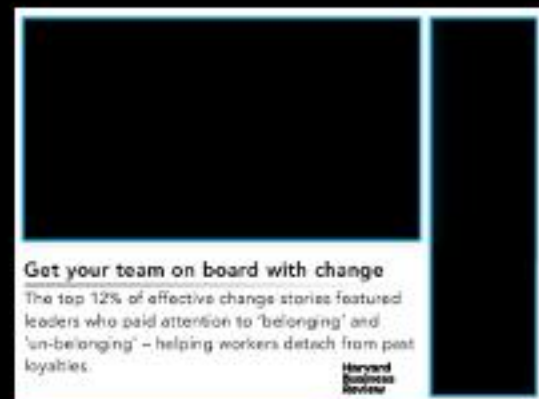 Get your team on board with change
The top 12% of effective change stories featured
leaders who paid attention to 'belonging' and
'un-belonging' – helping workers detach from past
loyalties.
Harvard
Business
Review